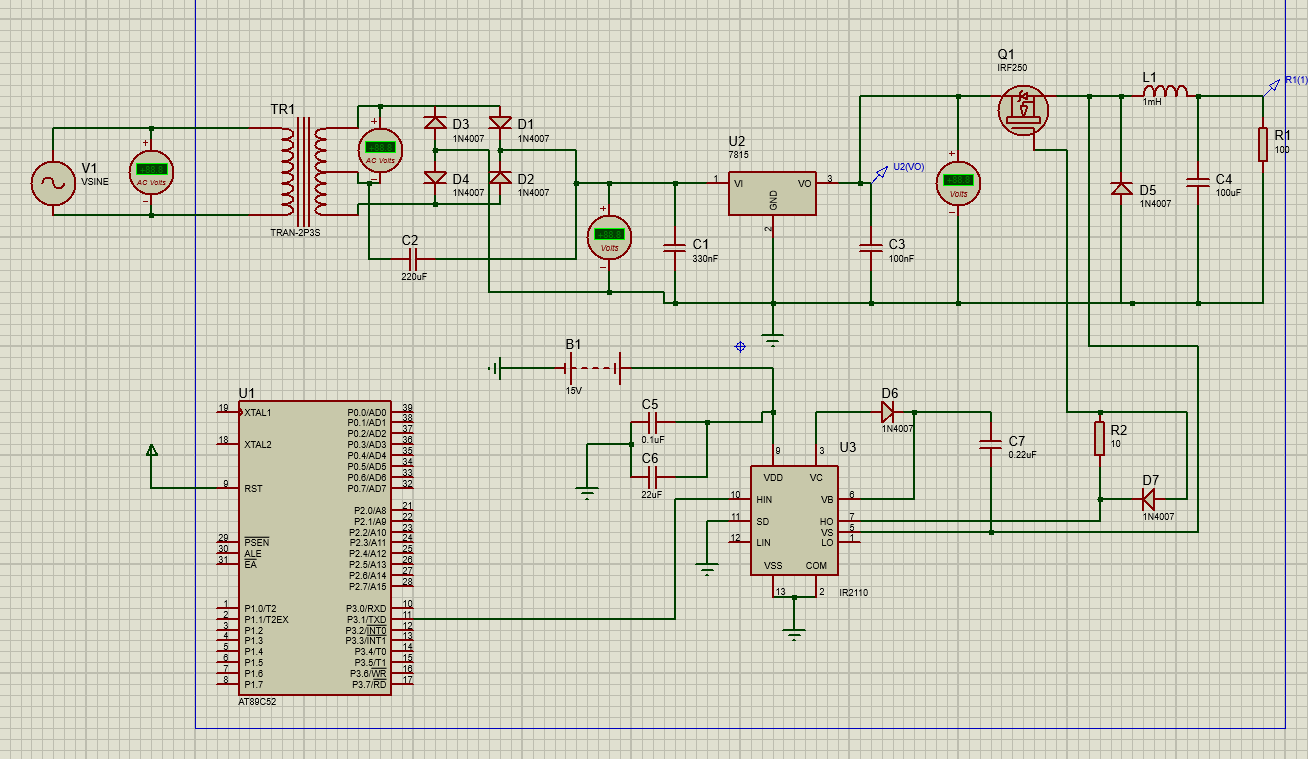 Q1
IRF250
L1
1mH
R1(1)
TR1
D3
1N4007
D1
1N4007
+
AC Volts
-
+
AC Volts
-
V1
VSINE
D4
1N4007
D2
1N4007
TRAN-2P3S
U2
7815
1
VI
VO
3
GND
2
U2(VO)
+
Volts
-
R1
100
D5
1N4007
C4
100uF
C2
220uF
+
Volts
-
C1
330nF
C3
100nF
B1
15V
C5
0.1uF
C6
22uF
D6
1N4007
C7
0.22uF
R2
10
D7
1N4007
U3
9
3
VDD
VC
10
HIN
VB
6
11
SD
HO
7
VS
5
12
LIN
LO
1
VSS
COM
13
2
IR2110
U1
19
XTAL1
18
XTAL2
9
RST
29
PSEN
30
ALE
31
EA
1
P1.0/T2
2
P1.1/T2EX
3
P1.2
4
P1.3
5
P1.4
6
P1.5
7
P1.6
8
P1.7
P0.0/AD0
39
P0.1/AD1
38
P0.2/AD2
37
P0.3/AD3
36
P0.4/AD4
35
P0.5/AD5
34
P0.6/AD6
33
P0.7/AD7
32
P2.0/A8
21
P2.1/A9
22
P2.2/A10
23
P2.3/A11
24
P2.4/A12
25
P2.5/A13
26
P2.6/A14
27
P2.7/A15
28
P3.0/RXD
10
P3.1/TXD
11
P3.2/INT0
12
P3.3/INT1
13
P3.4/T0
14
P3.5/T1
15
P3.6/WR
16
P3.7/RD
17
AT89C52